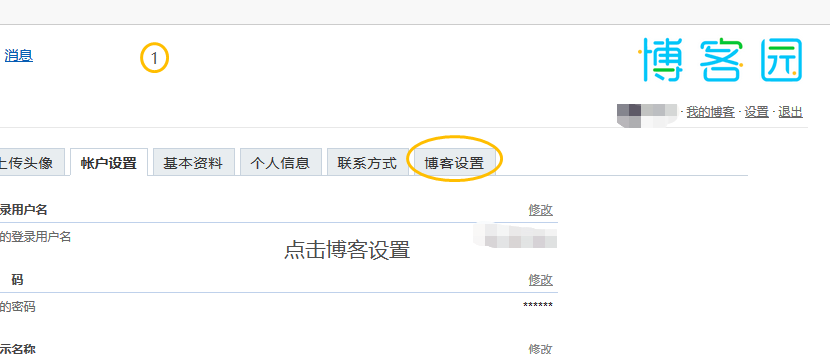 消息
1
博客园
· 我的博客 · 设置 · 退出
上传头像 帐户设置 基本资料 个人信息 联系方式 博客设置
录用户名 修改
的登录用户名
点击博客设置
码 修改
的密码 ******
示名称 修改